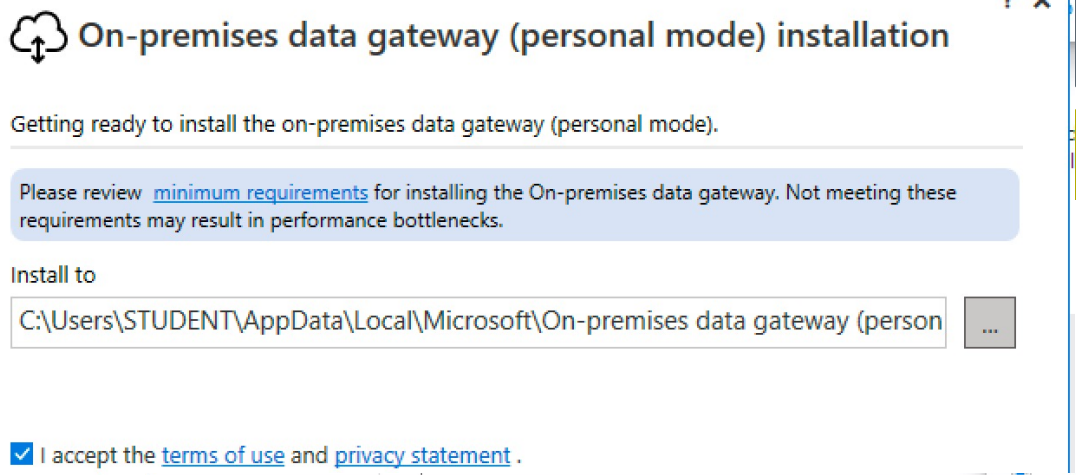 On-premises data gateway (personal mode) installation
Getting ready to install the on-premises data gateway (personal mode).
Please review minimum requirements for installing the On-premises data gateway. Not meeting these
requirements may result in performance bottlenecks.
Install to
C:\Users\STUDENT\AppData\Local\Microsoft\On-premises data gateway (person
...
I accept the terms of use and privacy statement .